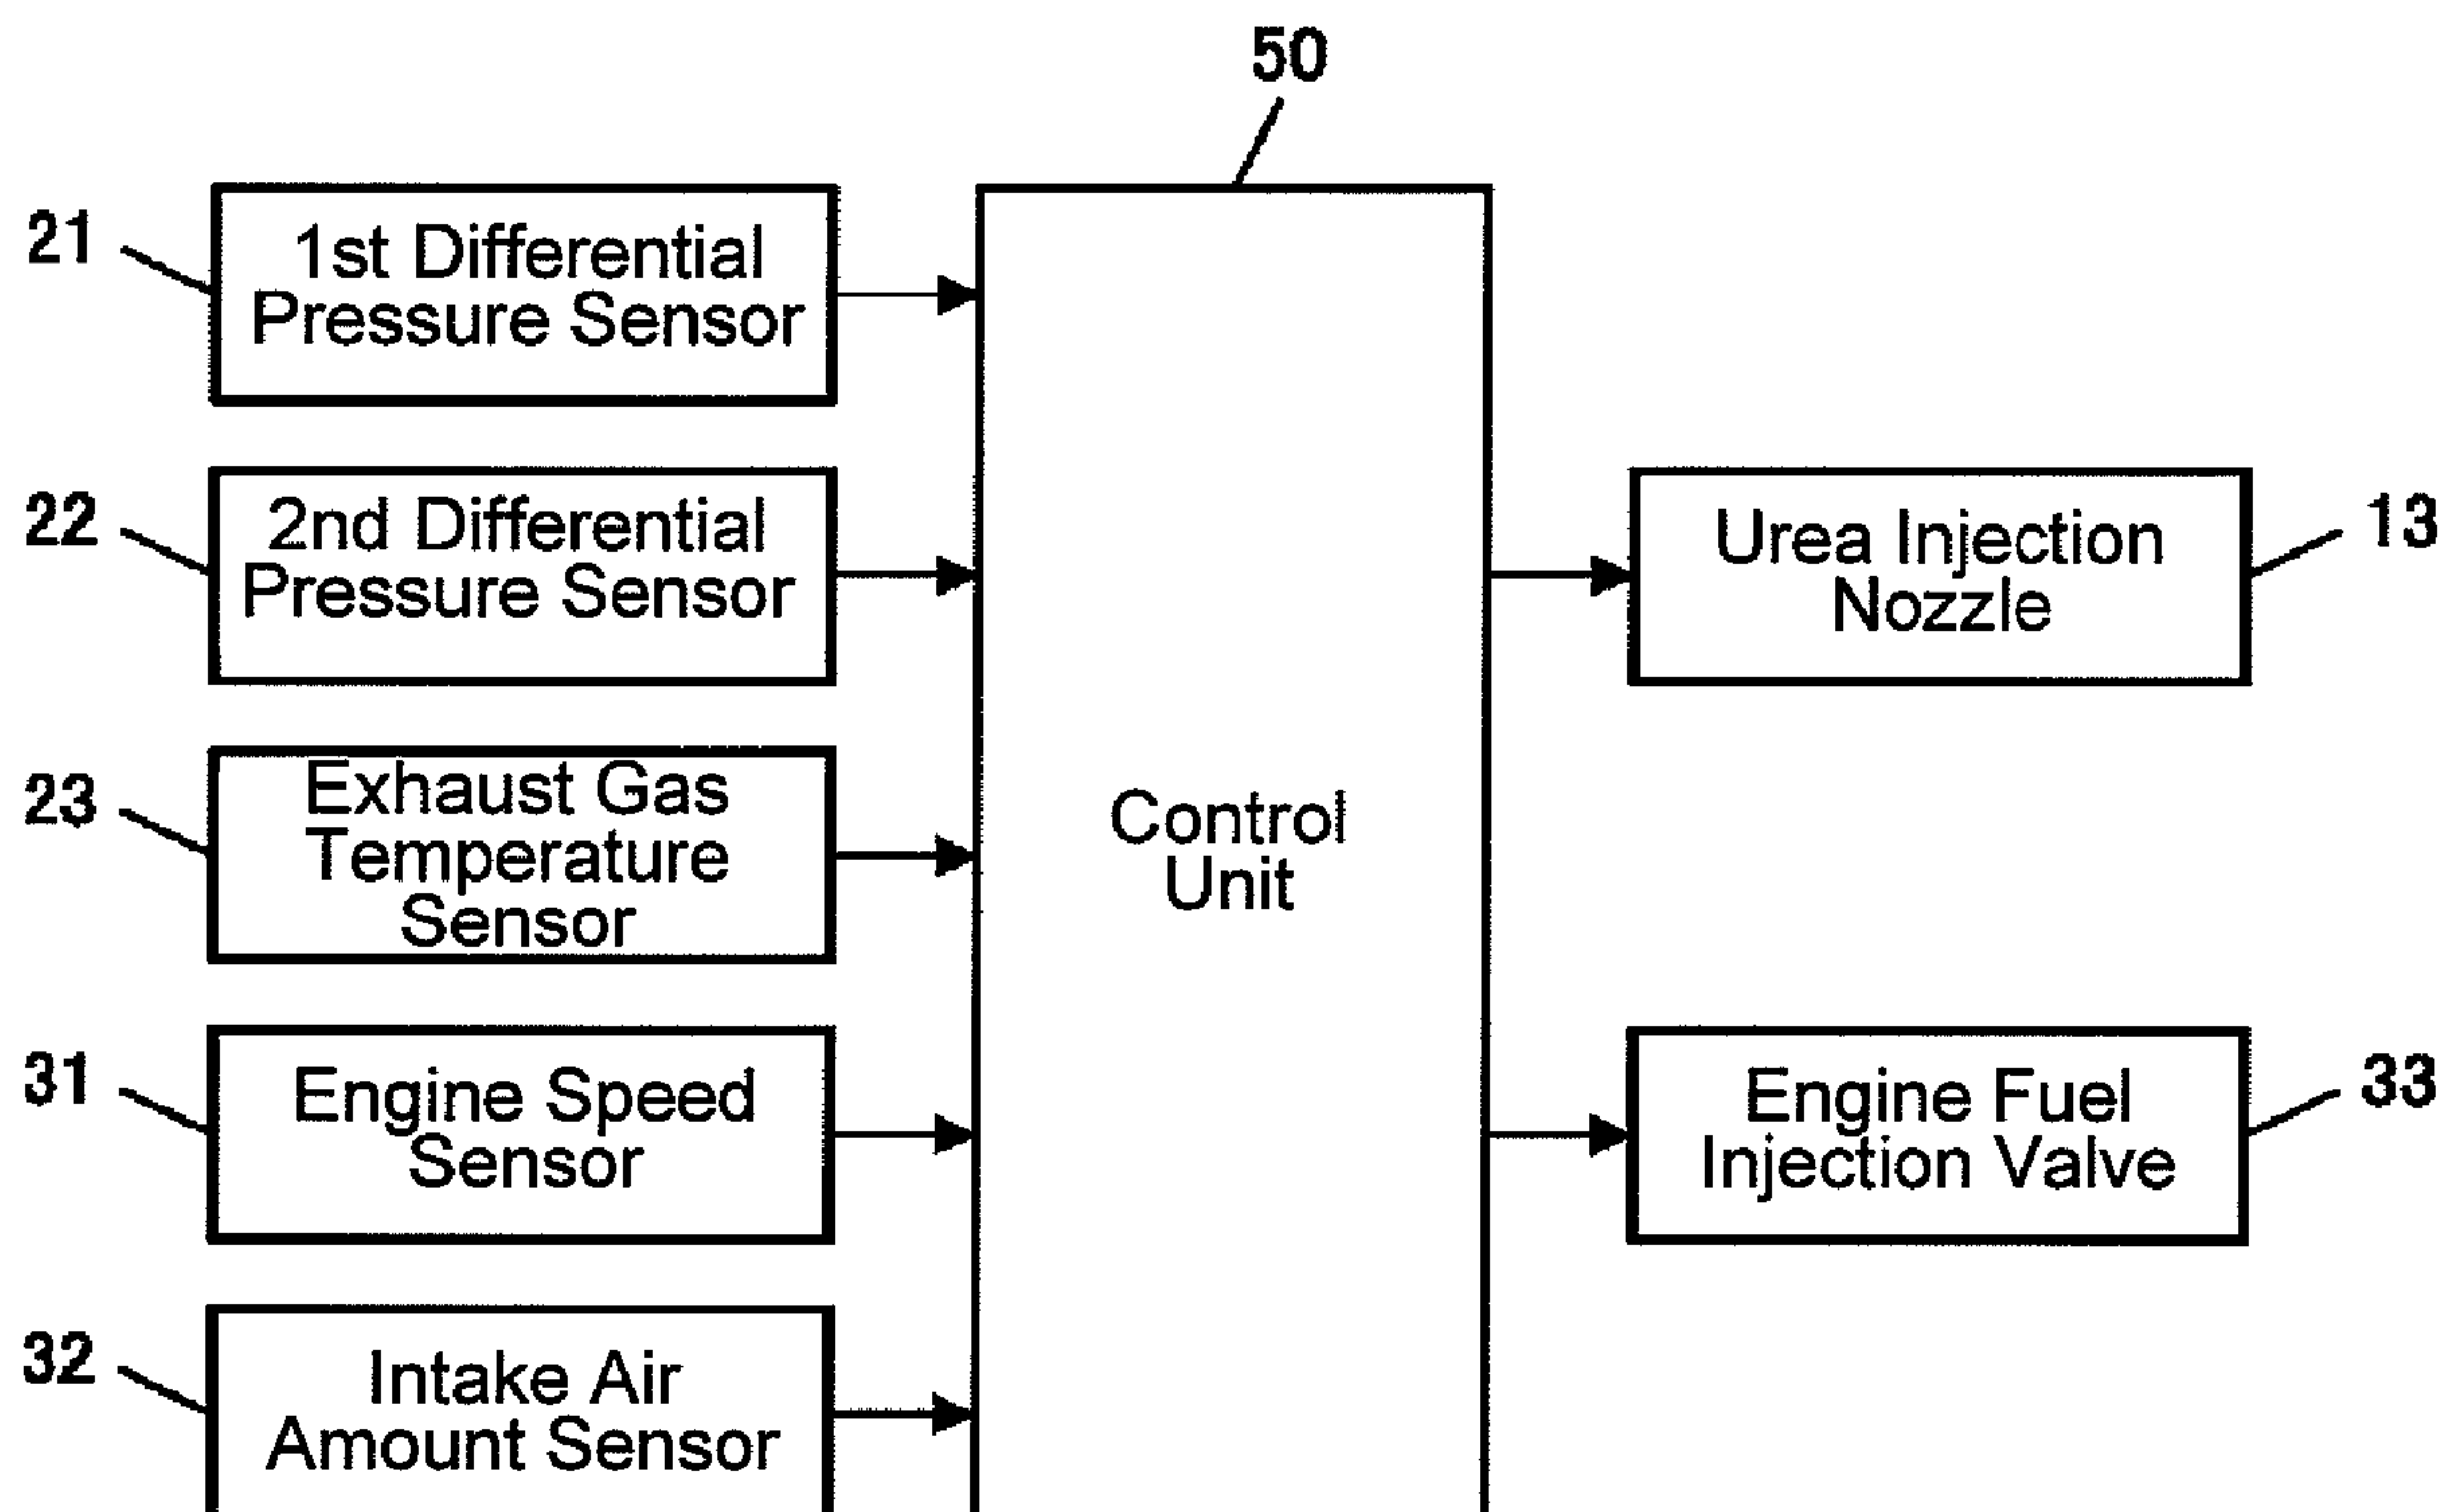 50
21
1st Differential
Pressure Sensor
22
2nd Differential
Pressure Sensor
Urea Injection
Nozzle
13
23
Exhaust Gas
Temperature
Sensor
Control
Unit
31
Engine Speed
Sensor
Engine Fuel
Injection Valve
33
32
Intake Air
Amount Sensor